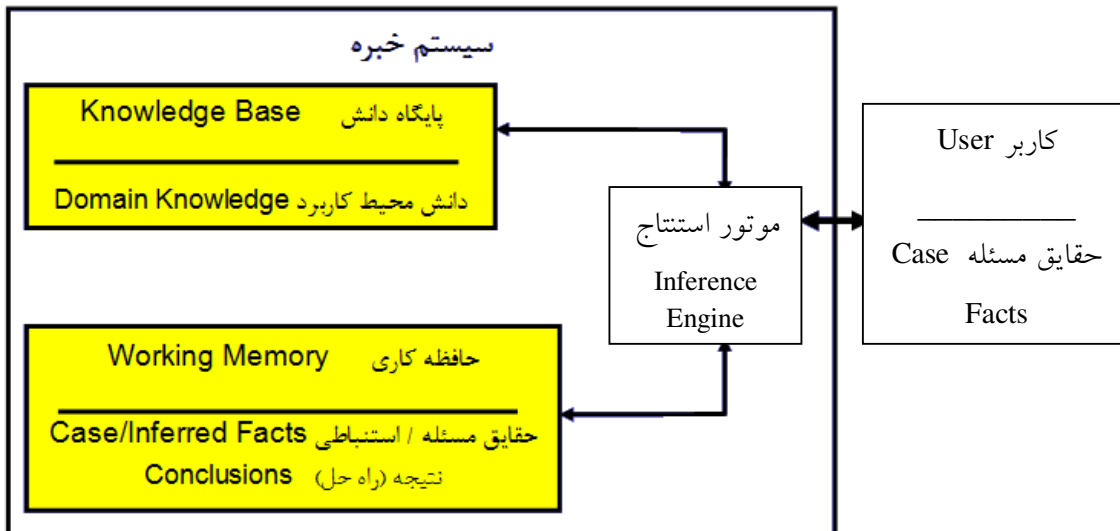 سیستم خبره
پایگاه دانش Knowledge Base
دانش محیط کاربرد Domain Knowledge
حافظه کاری Working Memory
حقایق مسئله / استنباطی Case/Inferred Facts
نتیجه (راه حل) Conclusions
موتور استنتاج
Inference
Engine
کاربر User
حقایق مسئله Case
Facts